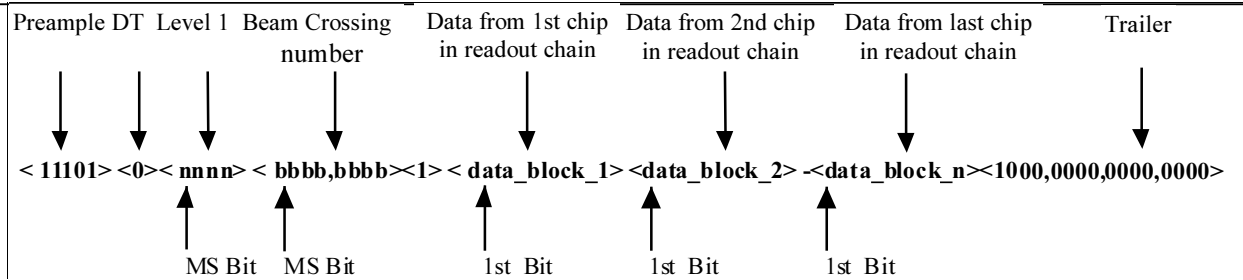 Preample DT Level 1 Beam Crossing Data from 1st chip Data from 2nd chip Data from last chip Trailer
number in readout chain in readout chain in readout chain
< 11101> <0>< nnnn> < bbbb,bbbb><1> < data_block_1> <data_block_2> -<data_block_n><1000,0000,0000,0000>
MS Bit MS Bit 1st Bit 1st Bit 1st Bit